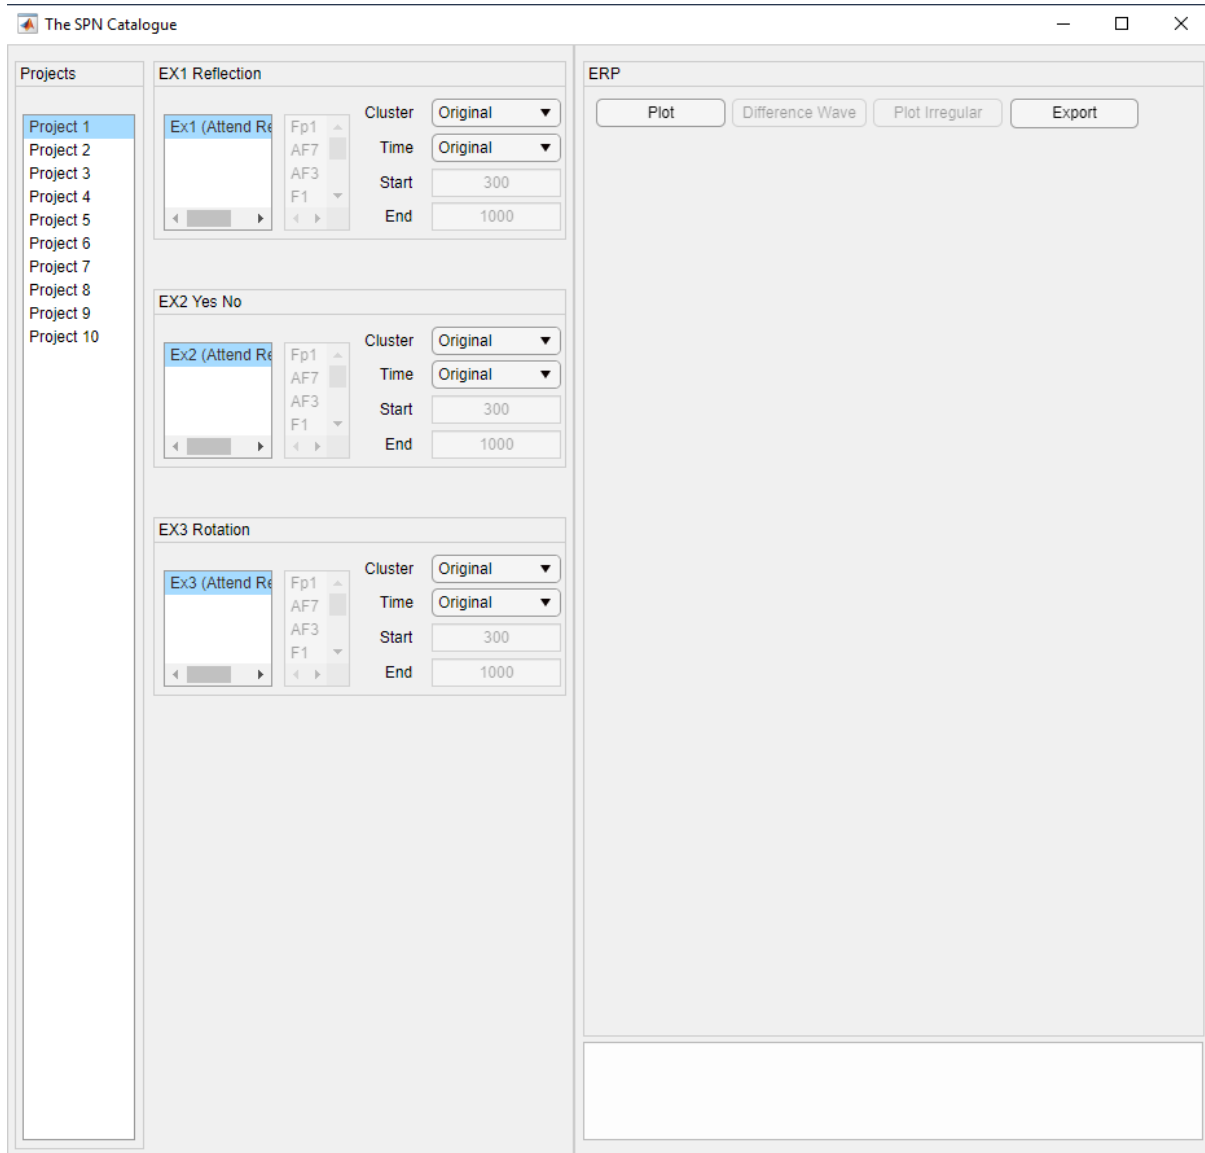 The SPN Catalogue
Projects
Project 1
Project 2
Project 3
Project 4
Project 5
Project 6
Project 7
Project 8
Project 9
Project 10
EX1 Reflection
Ex1 (Attend Re
Fp1
AF7
AF3
F1
Cluster Original
Time Original
Start 300
End 1000
EX2 Yes No
Ex2 (Attend Re
Fp1
AF7
AF3
F1
Cluster Original
Time Original
Start 300
End 1000
EX3 Rotation
Ex3 (Attend Re
Fp1
AF7
AF3
F1
Cluster Original
Time Original
Start 300
End 1000
ERP
Plot Difference Wave Plot Irregular Export